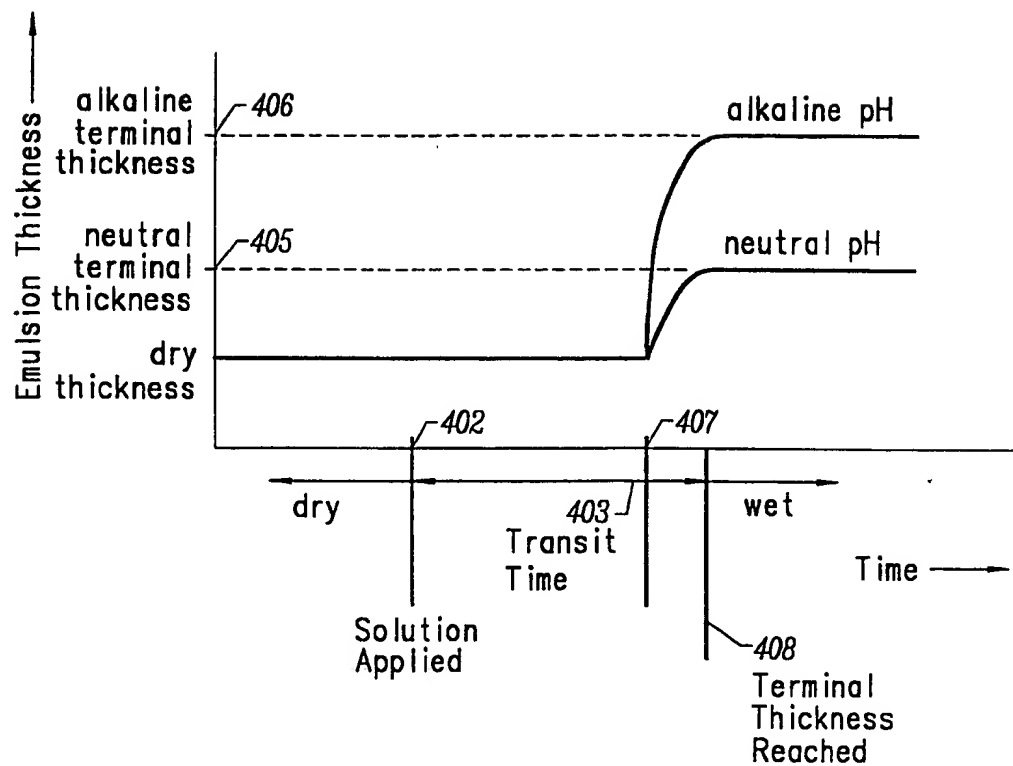 Emulsion Thickness
alkaline
terminal
thickness
406
alkaline pH
neutral
terminal
thickness
405
neutral pH
dry
thickness
402
407
dry
403
wet
Transit
Time
Time
Solution
Applied
408
Terminal
Thickness
Reached